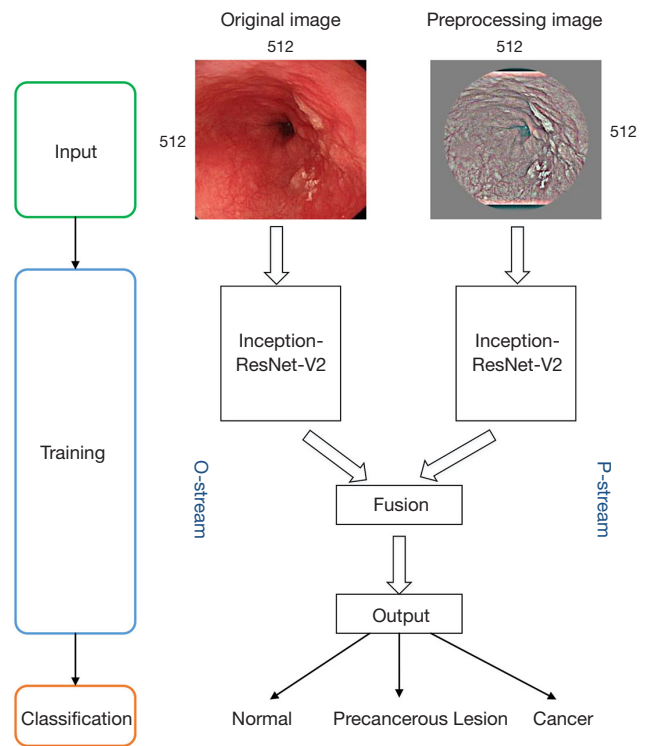 Original image
Preprocessing image
512
512
Input
512
512
Inception-
ResNet-V2
Inception-
ResNet-V2
Training
O-stream
P-stream
Fusion
Output
Classification
Normal
Precancerous Lesion
Cancer